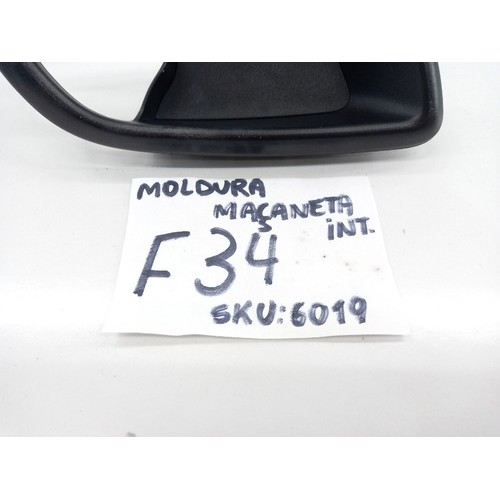 MOLDURA
MAÇANETA
INT.
F34
SKU: 6019